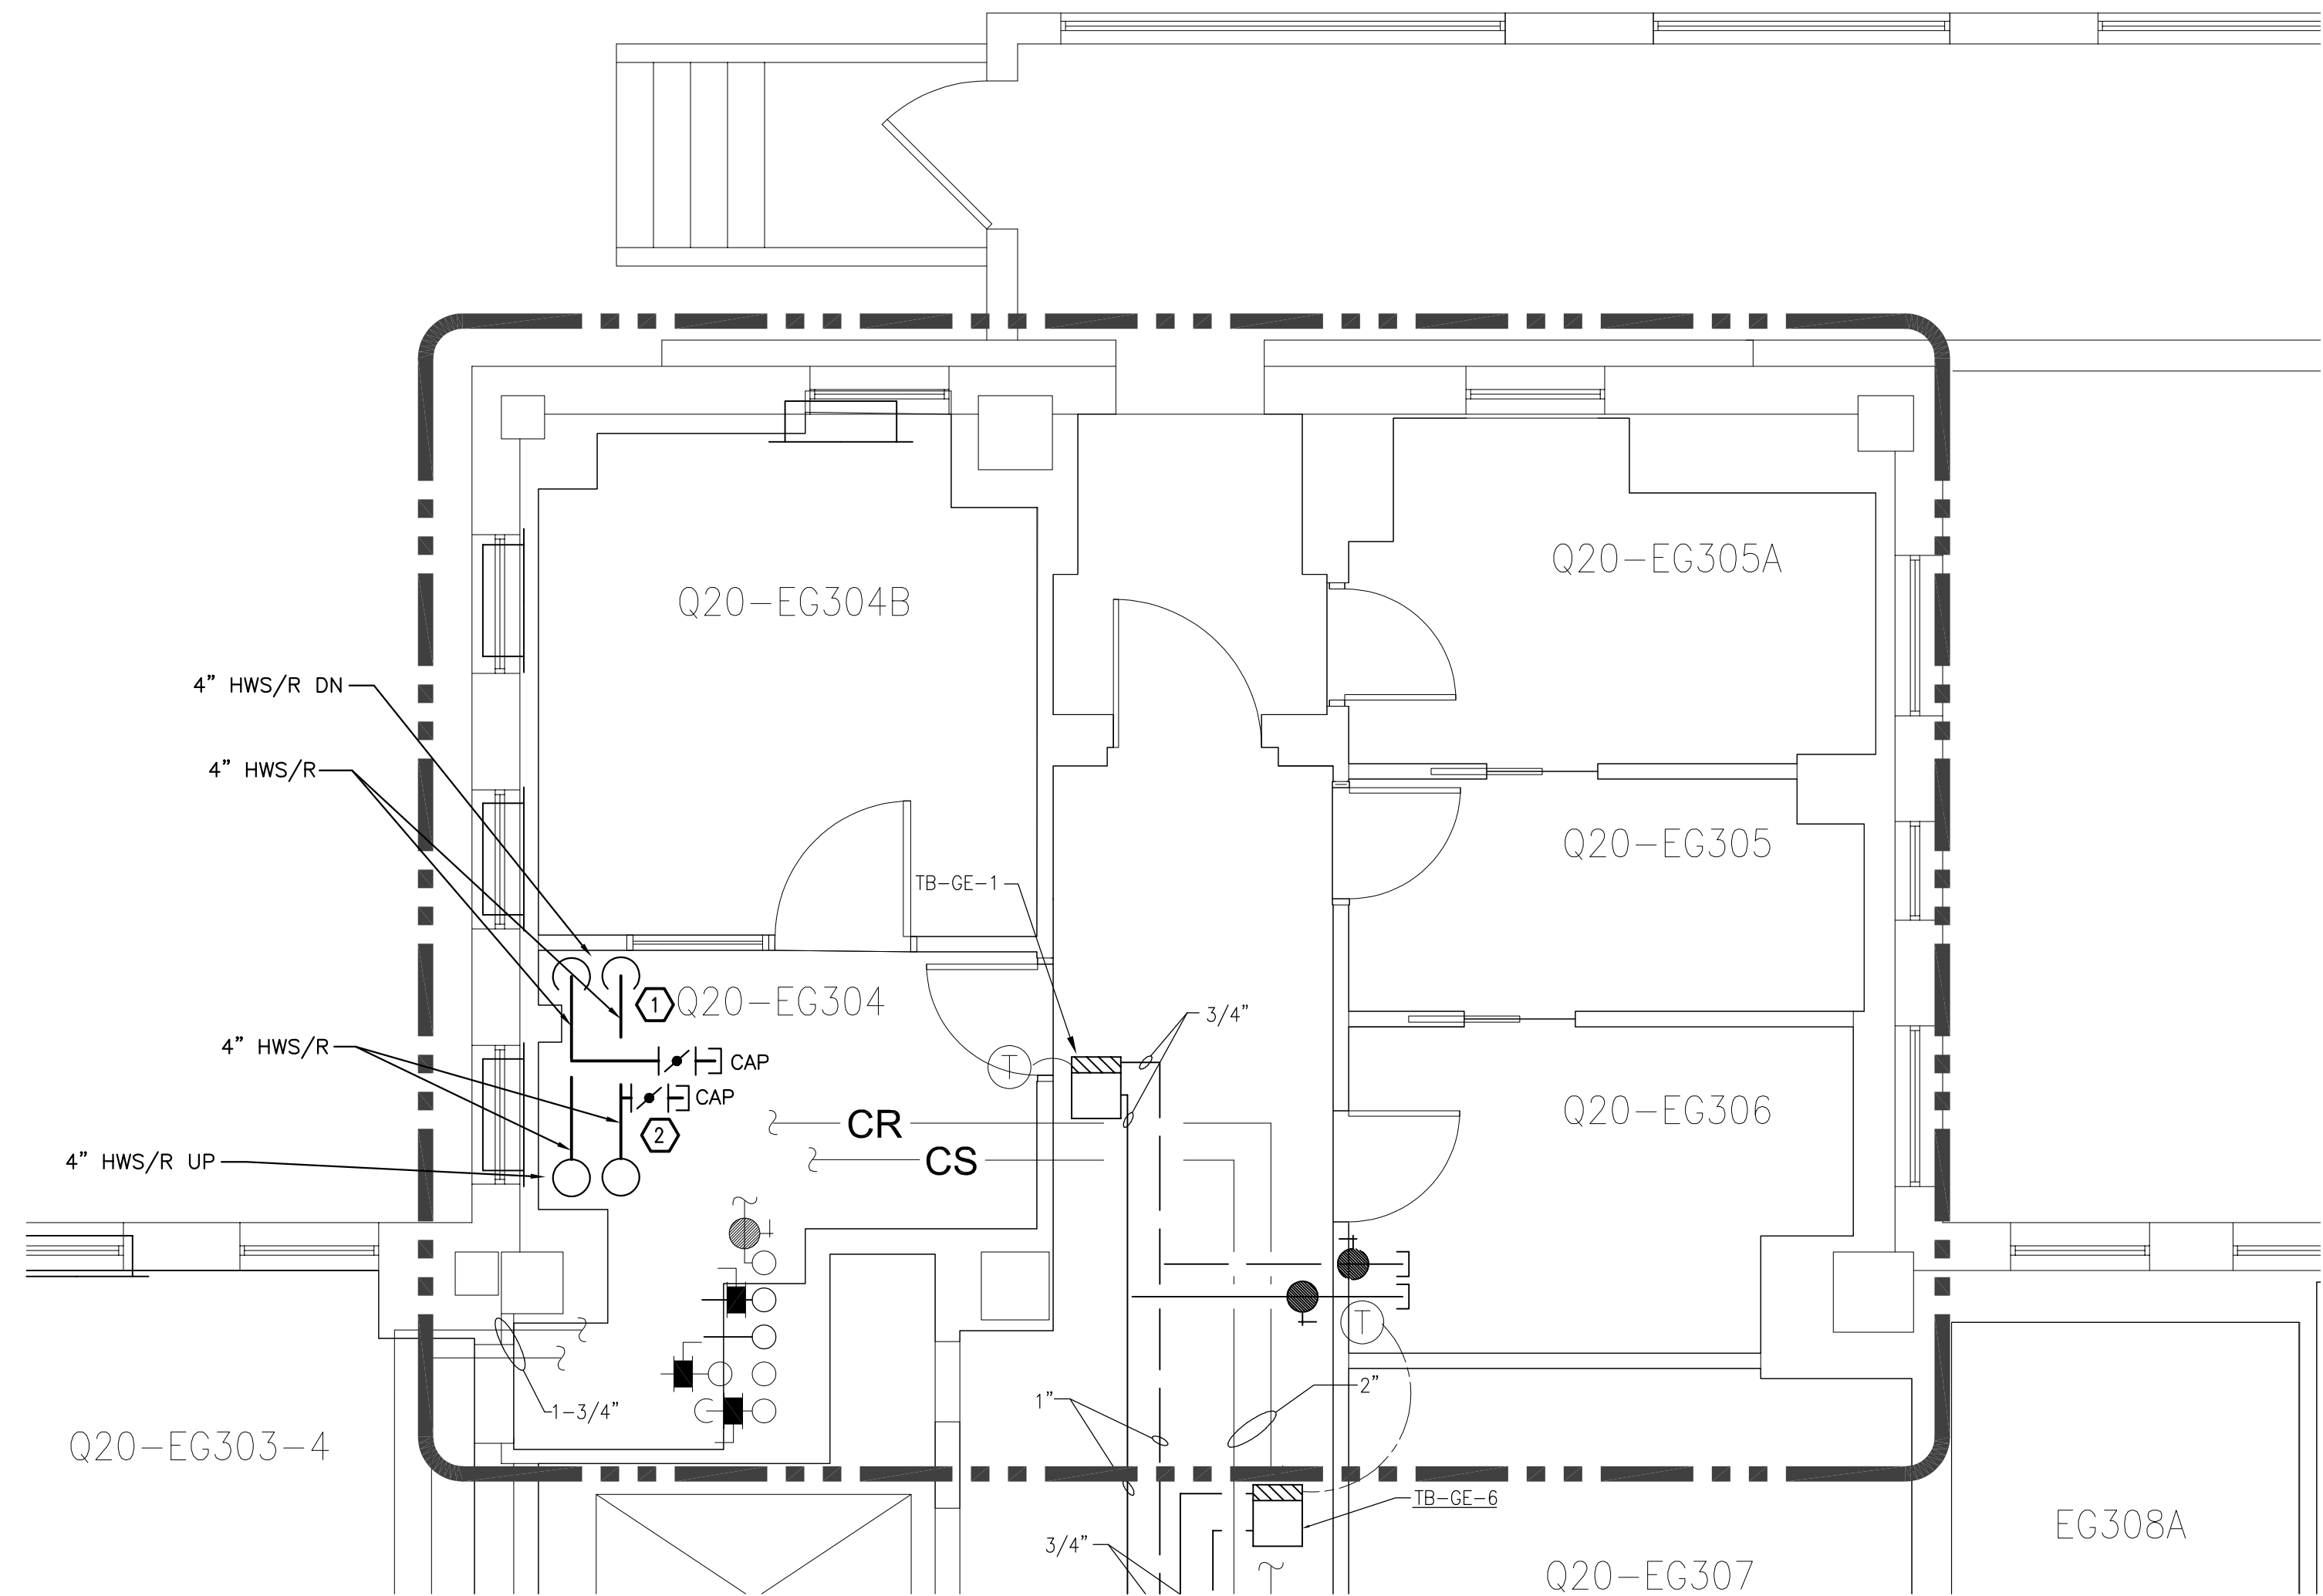 Q20-EG305A
Q20-EG304B
4” HWS/R DN
4” HWS/R
Q20-EG305
TB-GE-1
1
Q20-EG304
3/4”
4” HWS/R
CAP
CAP
2
CR
CS
T
Q20-EG306
4” HWS/R UP
T
1-3/4”
1”
2”
Q20-EG303-4
TB-GE-6
3/4”
EG308A
Q20-EG307